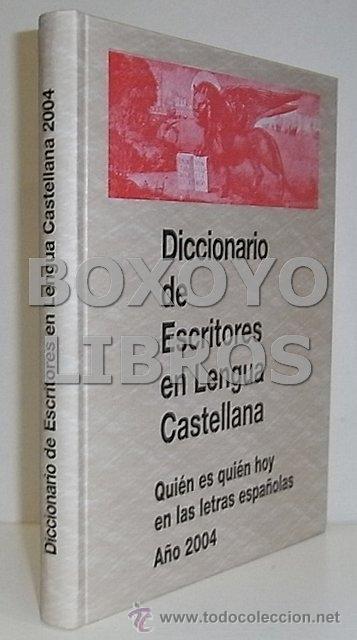 Diccionario de Escritores en Lengua Castellana 2004
Diccionario
de
Escritores
en Lengua
Castellana
Quién es quién hoy
en las letras españolas
Año 2004
BOXOYO
LIBROS
www.todocoleccion.net